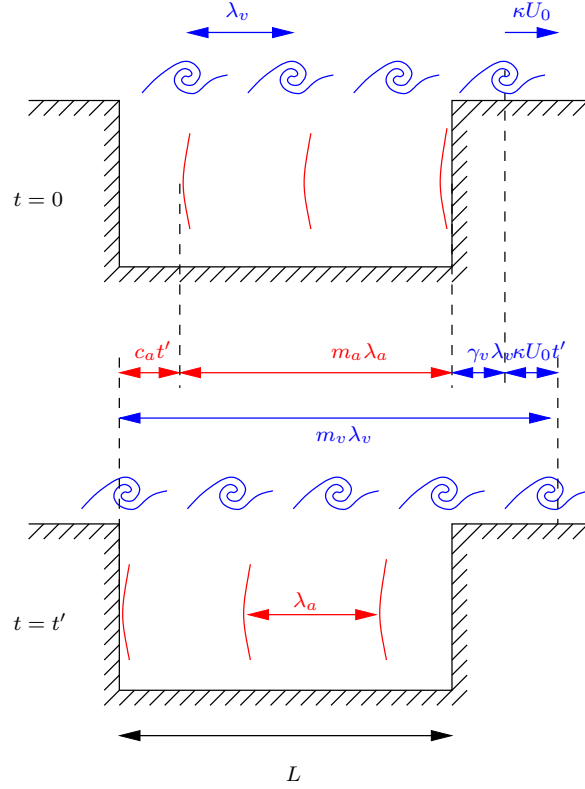 λ_v κU_0
t = 0
c_a t′ m_a λ_a γ_v λ_v κU_0 t′
m_v λ_v
λ_a
t = t′
L